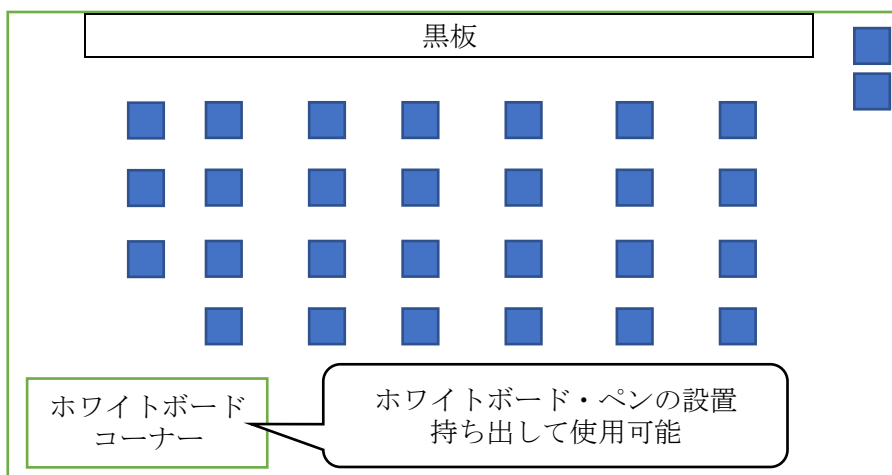 黒板
ホワイトボード
コーナー
ホワイトボード・ペンの設置
持ち出して使用可能